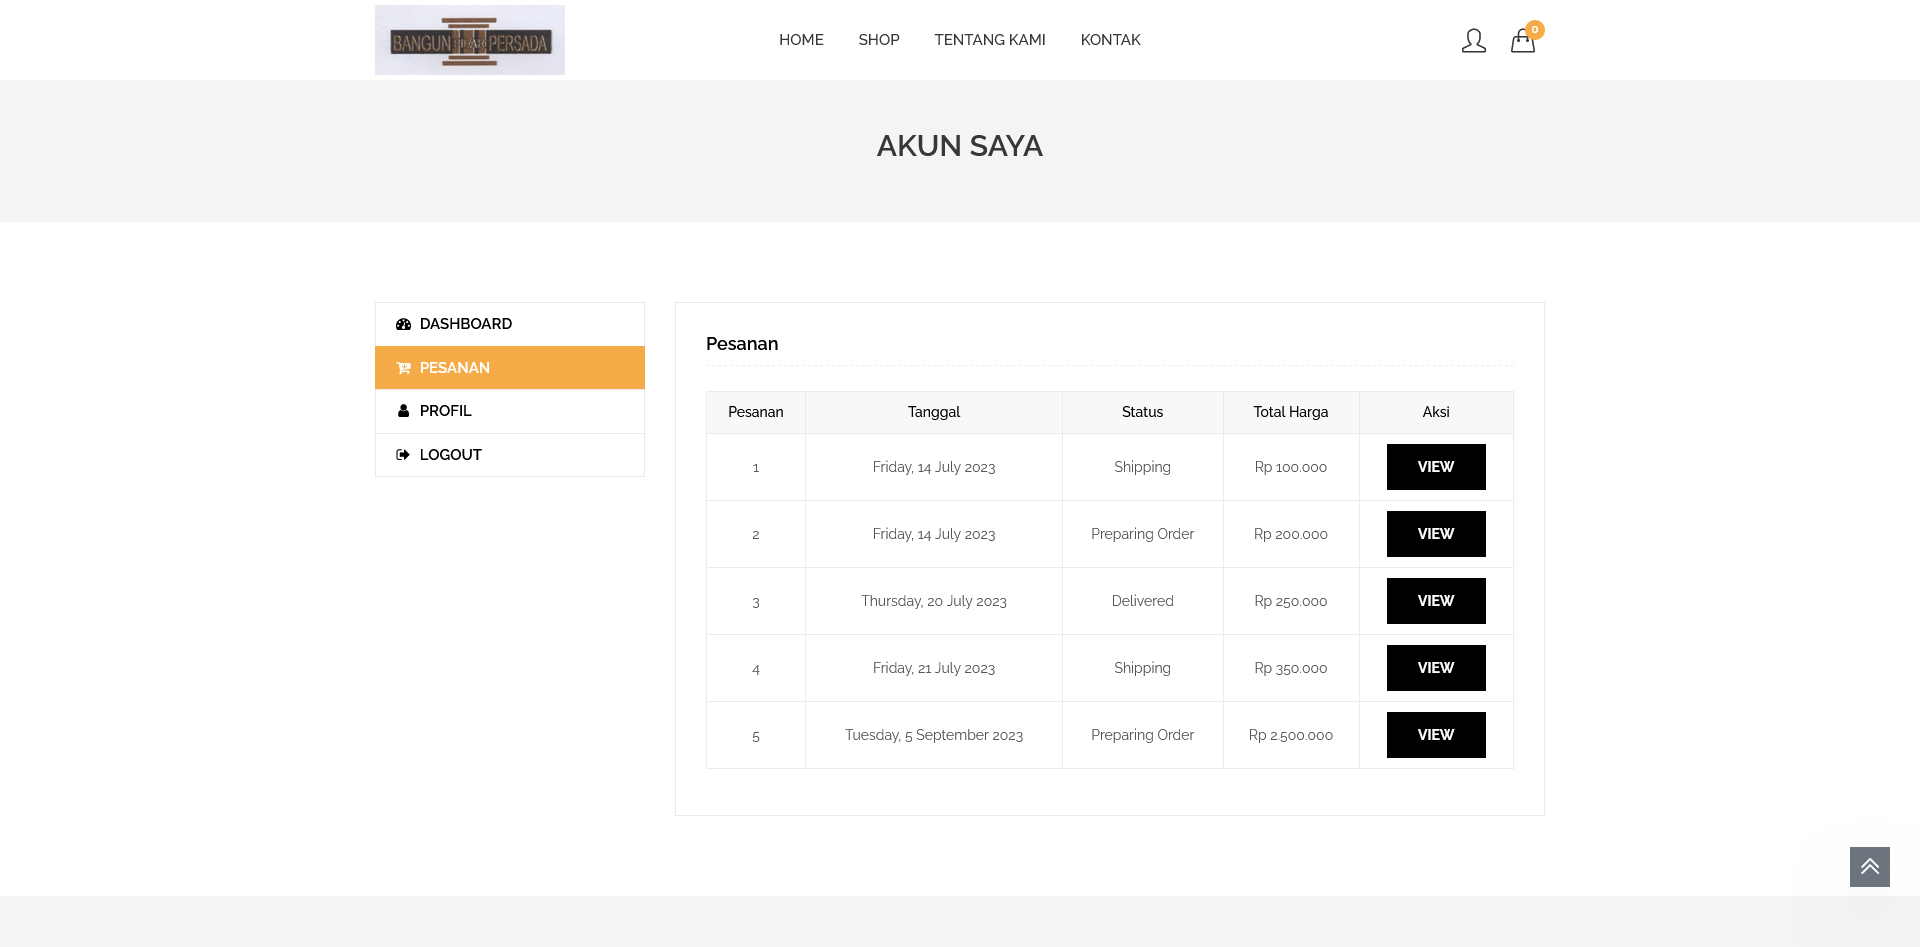 BANGUN PILAR PERSADA
HOME SHOP TENTANG KAMI KONTAK
0
AKUN SAYA
DASHBOARD
PESANAN
PROFIL
LOGOUT
Pesanan
Pesanan Tanggal Status Total Harga Aksi
1 Friday, 14 July 2023 Shipping Rp 100.000 VIEW
2 Friday, 14 July 2023 Preparing Order Rp 200.000 VIEW
3 Thursday, 20 July 2023 Delivered Rp 250.000 VIEW
4 Friday, 21 July 2023 Shipping Rp 350.000 VIEW
5 Tuesday, 5 September 2023 Preparing Order Rp 2.500.000 VIEW